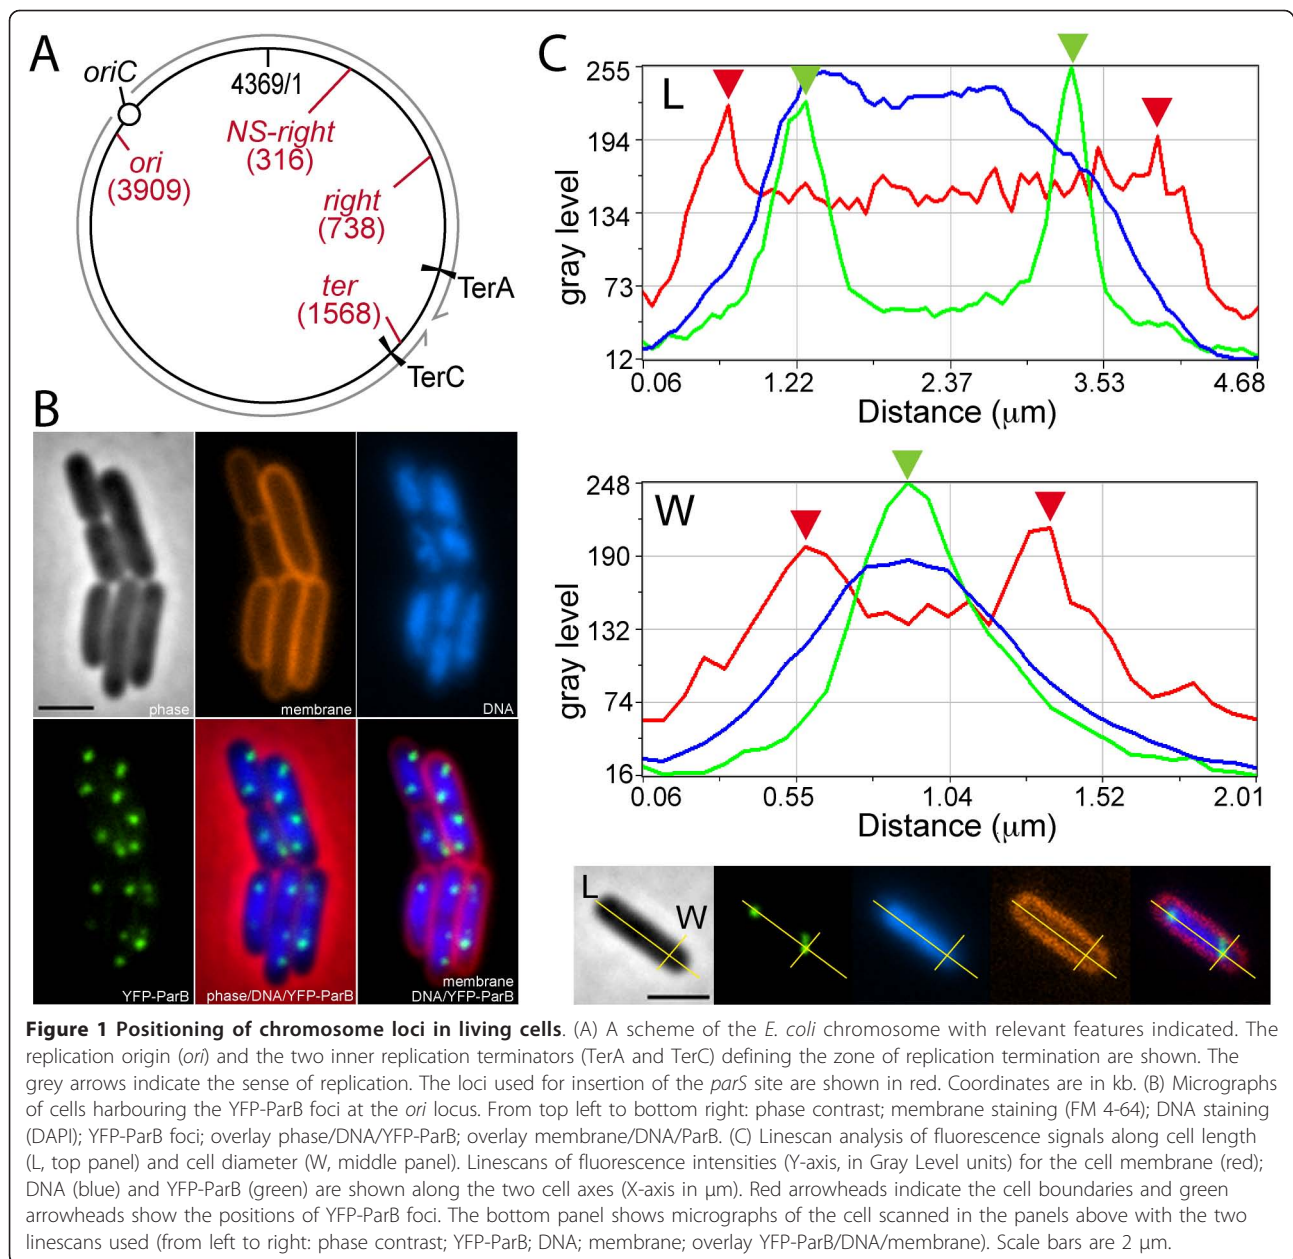 A
oriC
4369/1
ori
(3909)
NS-right
(316)
right
(738)
ter
(1568)
TerA
TerC
B
phase
membrane
DNA
YFP-ParB
phase/DNA/YFP-ParB
membrane
DNA/YFP-ParB
C
L
255
194
134
73
12
gray level
0.06
1.22
2.37
3.53
4.68
Distance (μm)
W
248
190
132
74
16
gray level
0.06
0.55
1.04
1.52
2.01
Distance (μm)
L
W
Figure 1 Positioning of chromosome loci in living cells. (A) A scheme of the E. coli chromosome with relevant features indicated. The
replication origin (ori) and the two inner replication terminators (TerA and TerC) defining the zone of replication termination are shown. The
grey arrows indicate the sense of replication. The loci used for insertion of the parS site are shown in red. Coordinates are in kb. (B) Micrographs
of cells harbouring the YFP-ParB foci at the ori locus. From top left to bottom right: phase contrast; membrane staining (FM 4-64); DNA staining
(DAPI); YFP-ParB foci; overlay phase/DNA/YFP-ParB; overlay membrane/DNA/ParB. (C) Linescan analysis of fluorescence signals along cell length
(L, top panel) and cell diameter (W, middle panel). Linescans of fluorescence intensities (Y-axis, in Gray Level units) for the cell membrane (red);
DNA (blue) and YFP-ParB (green) are shown along the two cell axes (X-axis in μm). Red arrowheads indicate the cell boundaries and green
arrowheads show the positions of YFP-ParB foci. The bottom panel shows micrographs of the cell scanned in the panels above with the two
linescans used (from left to right: phase contrast; YFP-ParB; DNA; membrane; overlay YFP-ParB/DNA/membrane). Scale bars are 2 μm.